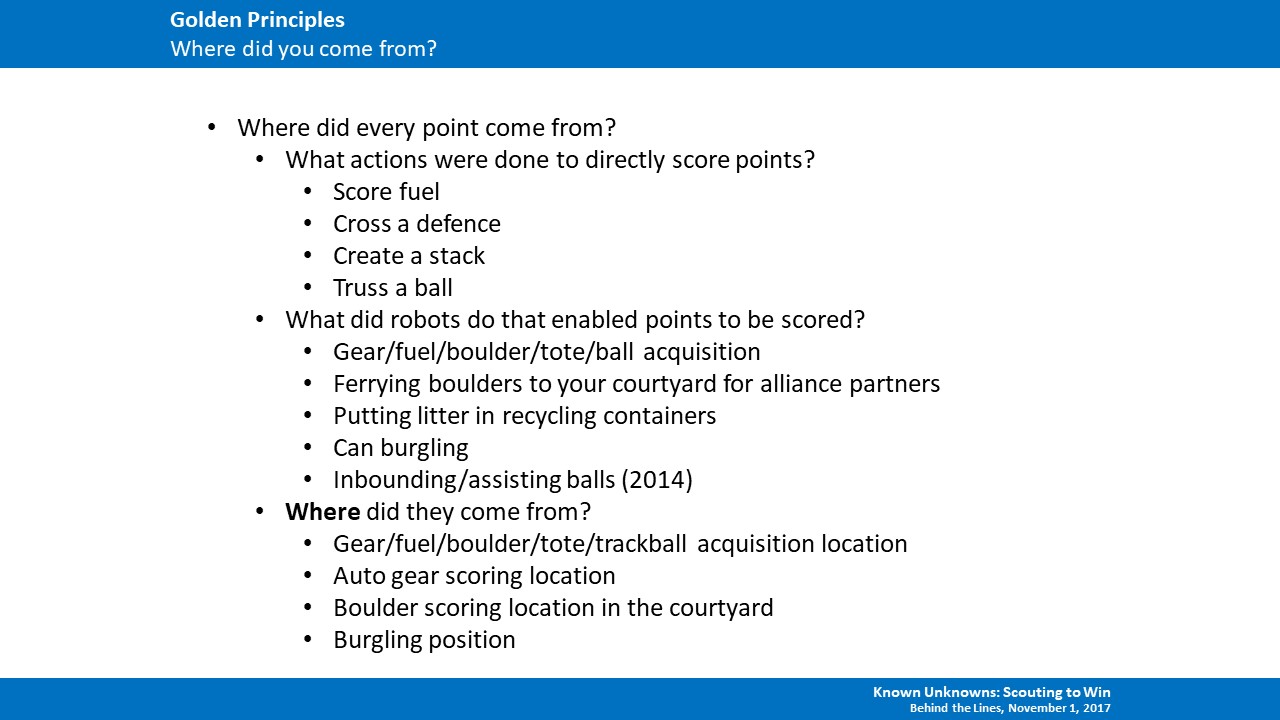 Golden Principles
Where did you come from?
• Where did every point come from?
• What actions were done to directly score points?
• Score fuel
• Cross a defence
• Create a stack
• Truss a ball
• What did robots do that enabled points to be scored?
• Gear/fuel/boulder/tote/ball acquisition
• Ferrying boulders to your courtyard for alliance partners
• Putting litter in recycling containers
• Can burgling
• Inbounding/assisting balls (2014)
• Where did they come from?
• Gear/fuel/boulder/tote/trackball acquisition location
• Auto gear scoring location
• Boulder scoring location in the courtyard
• Burgling position
Known Unknowns: Scouting to Win
Behind the Lines, November 1, 2017